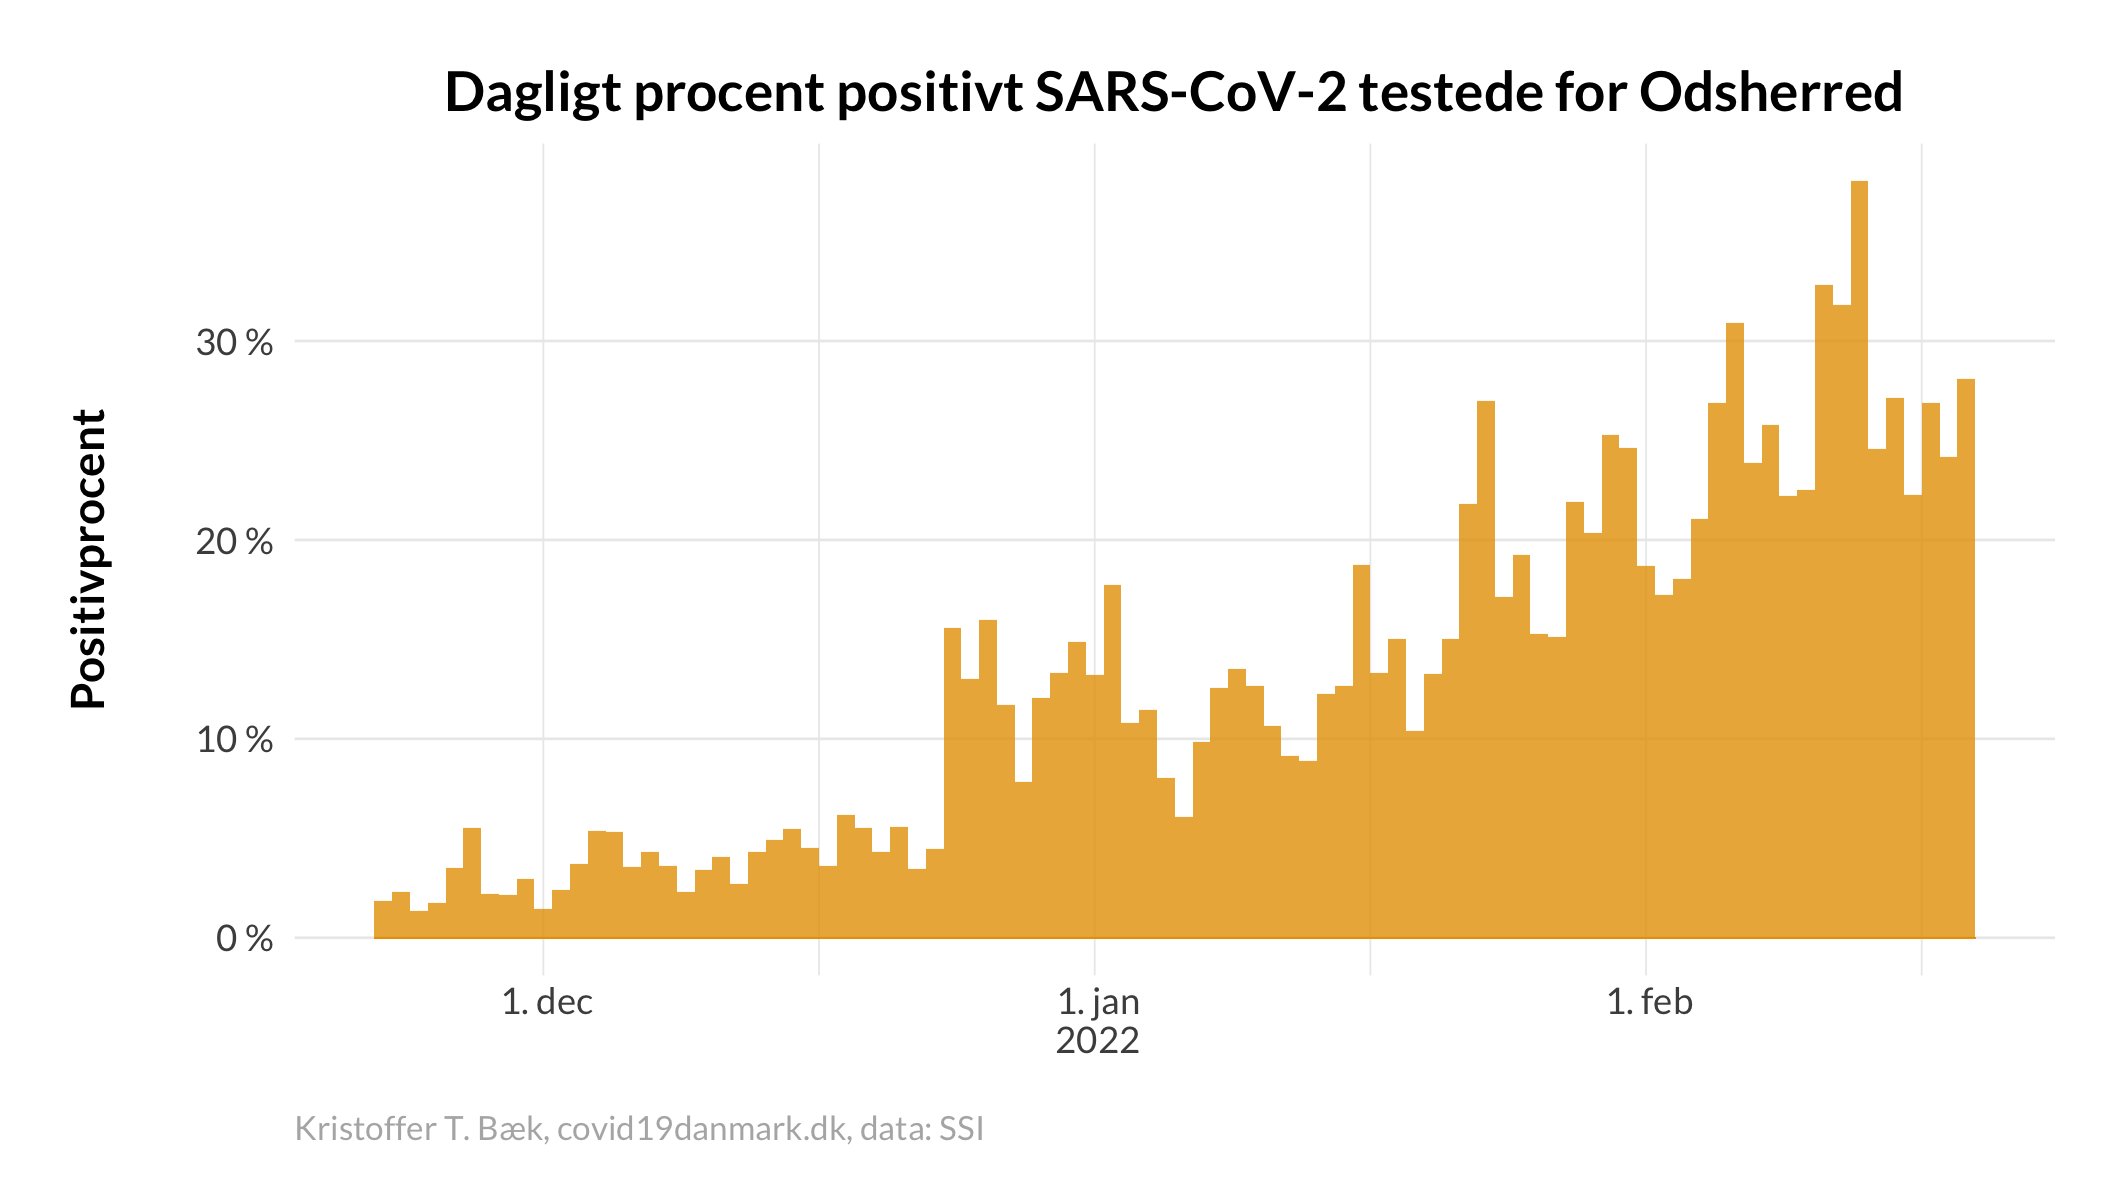 Dagligt procent positivt SARS-CoV-2 testede for Odsherred
Positivprocent
30 %
20 %
10 %
0 %
1. dec
1. jan
2022
1. feb
Kristoffer T. Bæk, covid19danmark.dk, data: SSI